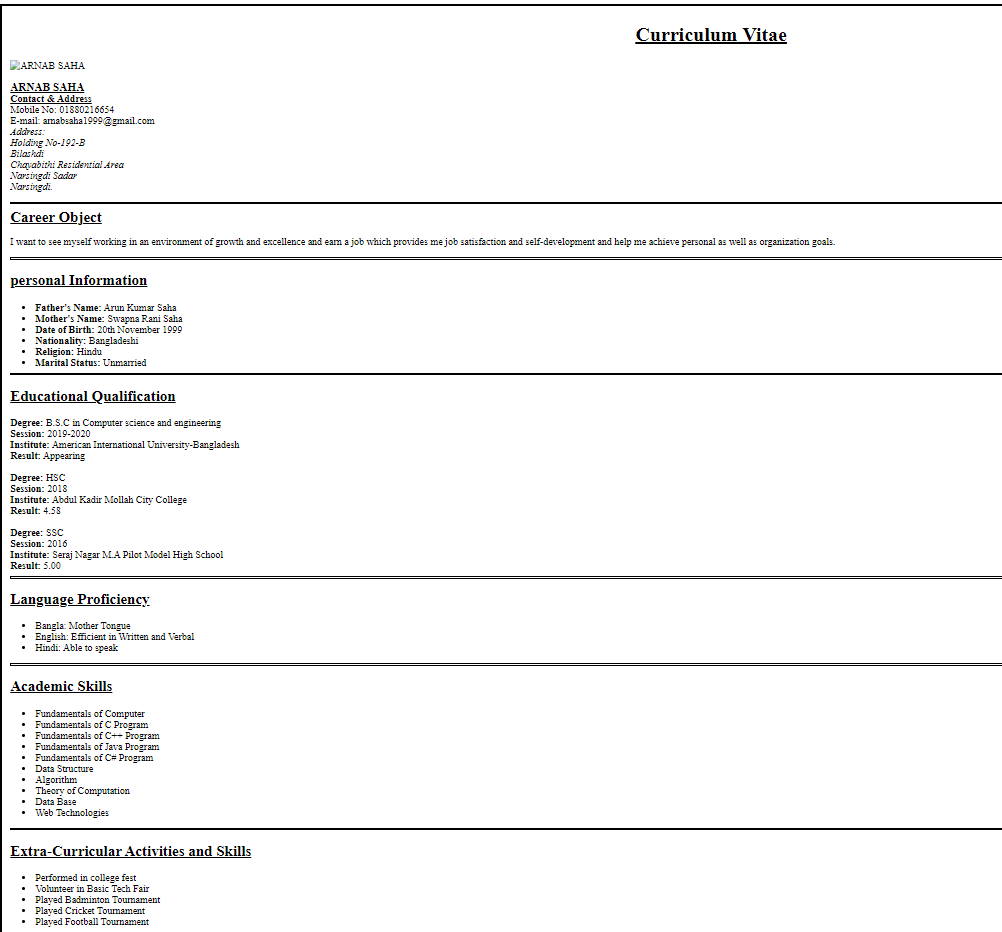 Curriculum Vitae
ARNAB SAHA
ARNAB SAHA
Contact & Address
Mobile No: 01880216654
E-mail: arnabsaha1999@gmail.com
Address:
Holding No-192-B
Bilashdi
Chayabithi Residential Area
Narsingdi Sadar
Narsingdi.
Career Object
I want to see myself working in an environment of growth and excellence and earn a job which provides me job satisfaction and self-development and help me achieve personal as well as organization goals.
personal Information
• Father's Name: Arun Kumar Saha
• Mother's Name: Swapna Rani Saha
• Date of Birth: 20th November 1999
• Nationality: Bangladeshi
• Religion: Hindu
• Marital Status: Unmarried
Educational Qualification
Degree: B.S.C in Computer science and engineering
Session: 2019-2020
Institute: American International University-Bangladesh
Result: Appearing
Degree: HSC
Session: 2018
Institute: Abdul Kadir Mollah City College
Result: 4.58
Degree: SSC
Session: 2016
Institute: Seraj Nagar M.A Pilot Model High School
Result: 5.00
Language Proficiency
• Bangla: Mother Tongue
• English: Efficient in Written and Verbal
• Hindi: Able to speak
Academic Skills
• Fundamentals of Computer
• Fundamentals of C Program
• Fundamentals of C++ Program
• Fundamentals of Java Program
• Fundamentals of C# Program
• Data Structure
• Algorithm
• Theory of Computation
• Data Base
• Web Technologies
Extra-Curricular Activities and Skills
• Performed in college fest
• Volunteer in Basic Tech Fair
• Played Badminton Tournament
• Played Cricket Tournament
• Played Football Tournament